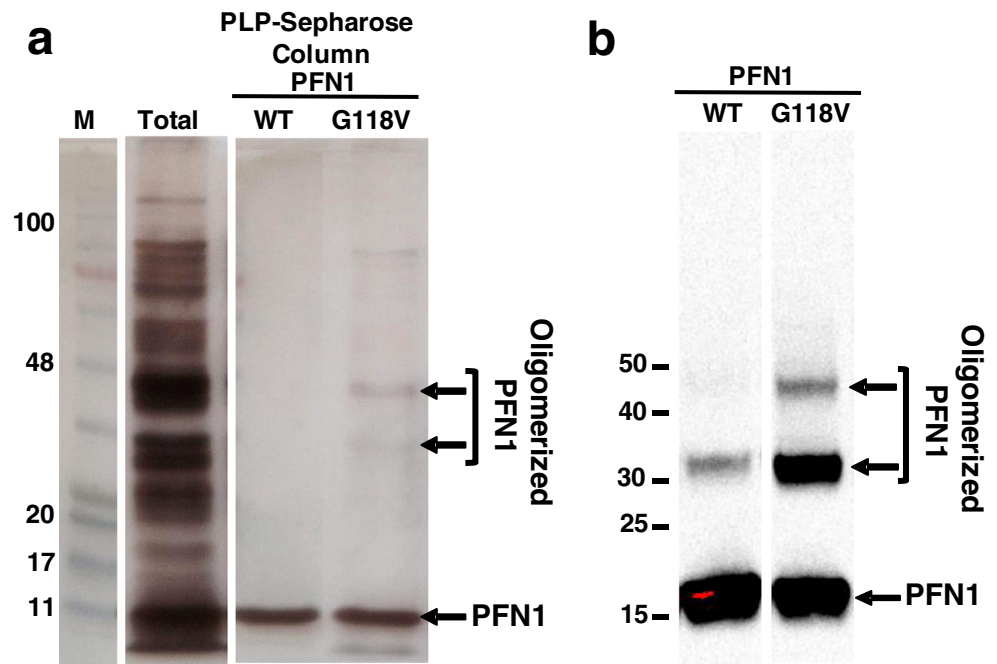 a
PLP-Sepharose
Column
PFN1
M
Total
WT
G118V
100
48
20
17
11
Oligomerized
PFN1
PFN1
b
PFN1
WT
G118V
50
40
30
25
15
Oligomerized
PFN1
PFN1